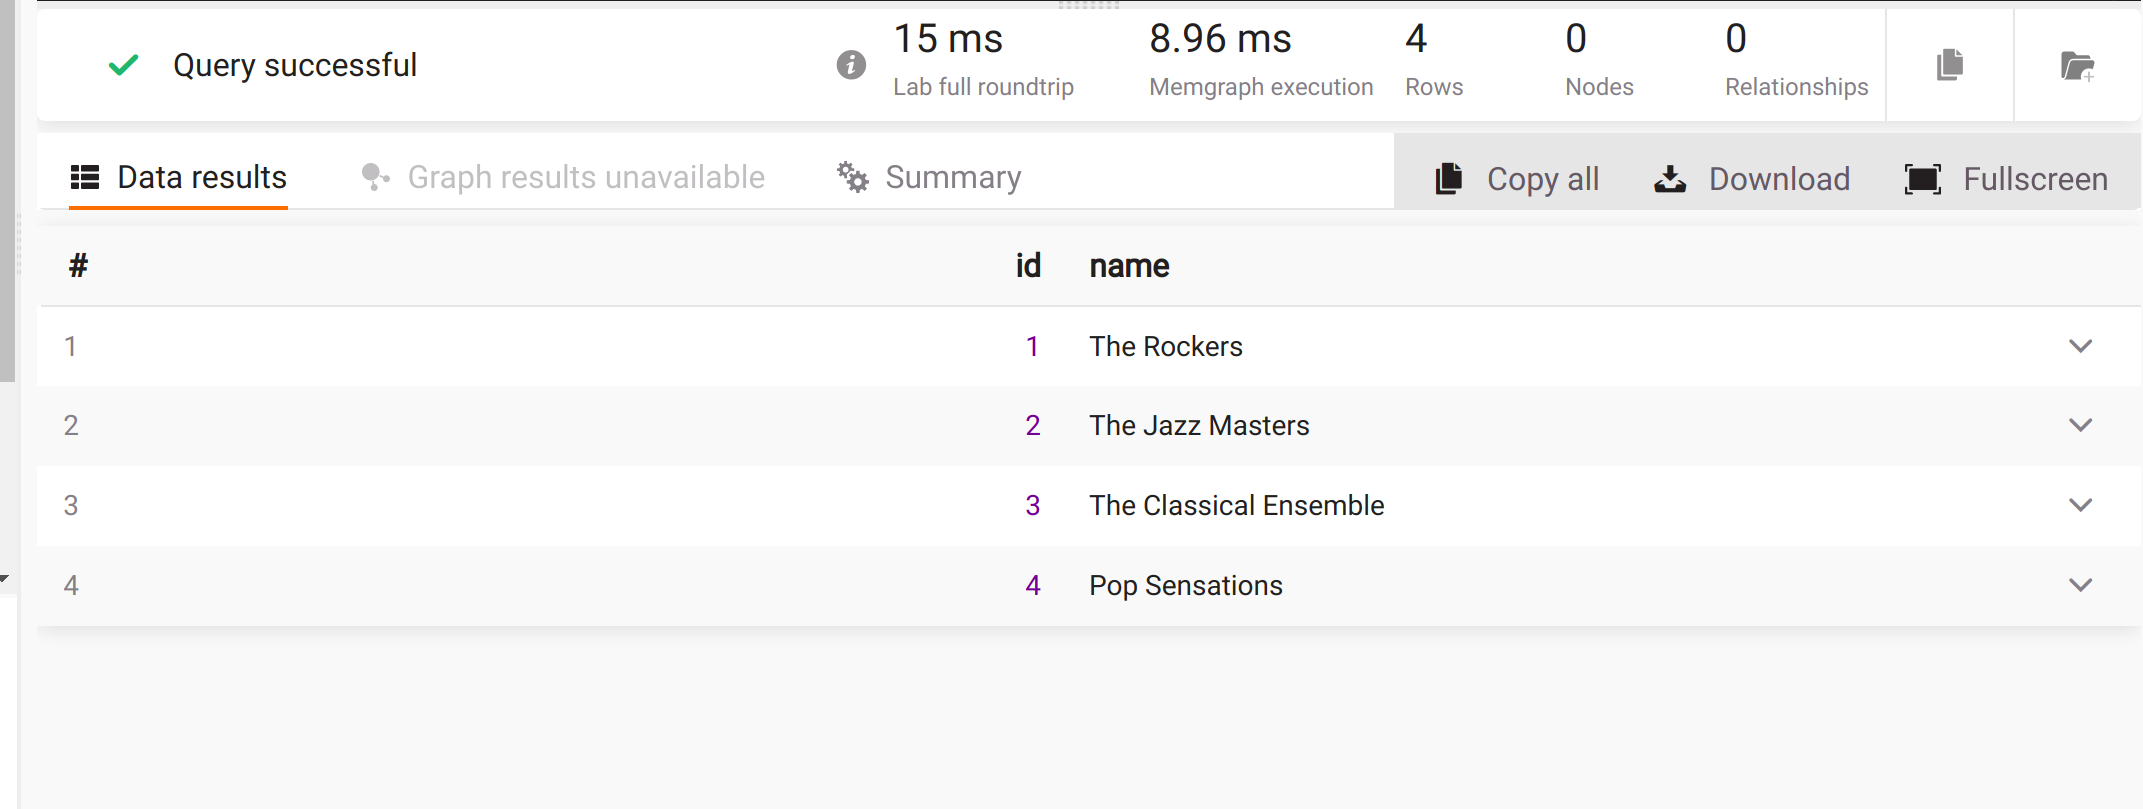 Query successful
15 ms 8.96 ms 4 0 0
Lab full roundtrip Memgraph execution Rows Nodes Relationships
Data results Graph results unavailable Summary Copy all Download Fullscreen
# id name
1 1 The Rockers
2 2 The Jazz Masters
3 3 The Classical Ensemble
4 4 Pop Sensations